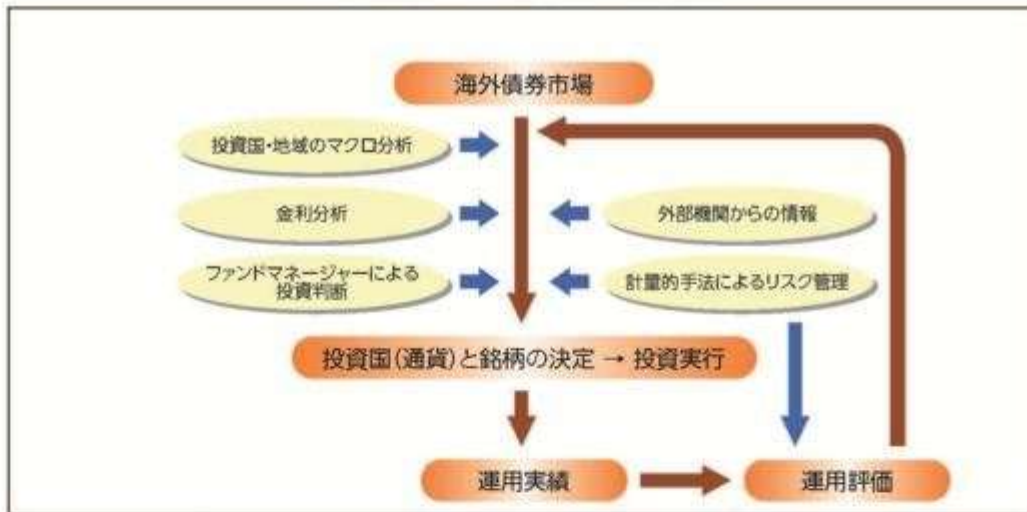 海外債券市場
投資国・地域のマクロ分析
金利分析
外部機関からの情報
ファンドマネージャーによる
投資判断
計量的手法によるリスク管理
投資国(通貨)と銘柄の決定 → 投資実行
運用実績
運用評価